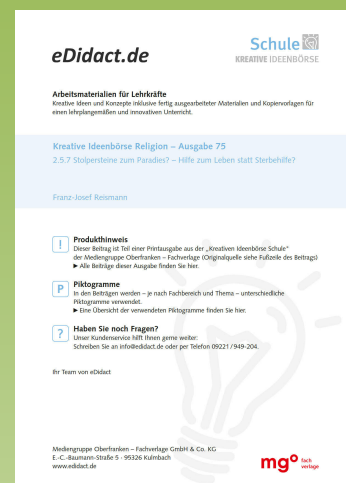 eDidact.de
Schule
KREATIVE IDEENBÖRSE
Arbeitsmaterialien für Lehrkräfte
Kreative Ideen und Konzepte inklusive fertig ausgearbeiteter Materialien und Kopiervorlagen für
einen lehrplangemäßen und innovativen Unterricht.
Kreative Ideenbörse Religion – Ausgabe 75
2.5.7 Stolpersteine zum Paradies? – Hilfe zum Leben statt Sterbehilfe?
Franz-Josef Reismann
!
Produkthinweis
Dieser Beitrag ist Teil einer Printausgabe aus der „Kreativen Ideenbörse Schule“
der Mediengruppe Oberfranken – Fachverlage (Originalquelle siehe Fußzeile des Beitrags)
▶ Alle Beiträge dieser Ausgabe finden Sie hier.
P
Piktogramme
In den Beiträgen werden – je nach Fachbereich und Thema – unterschiedliche
Piktogramme verwendet.
▶ Eine Übersicht der verwendeten Piktogramme finden Sie hier.
?
Haben Sie noch Fragen?
Unser Kundenservice hilft Ihnen gerne weiter:
Schreiben Sie an info@edidact.de oder per Telefon 09221 / 949-204.
Ihr Team von eDidact
Mediengruppe Oberfranken – Fachverlage GmbH & Co. KG
E.-C.-Baumann-Straße 5 - 95326 Kulmbach
www.edidact.de
mgo fach
verlage